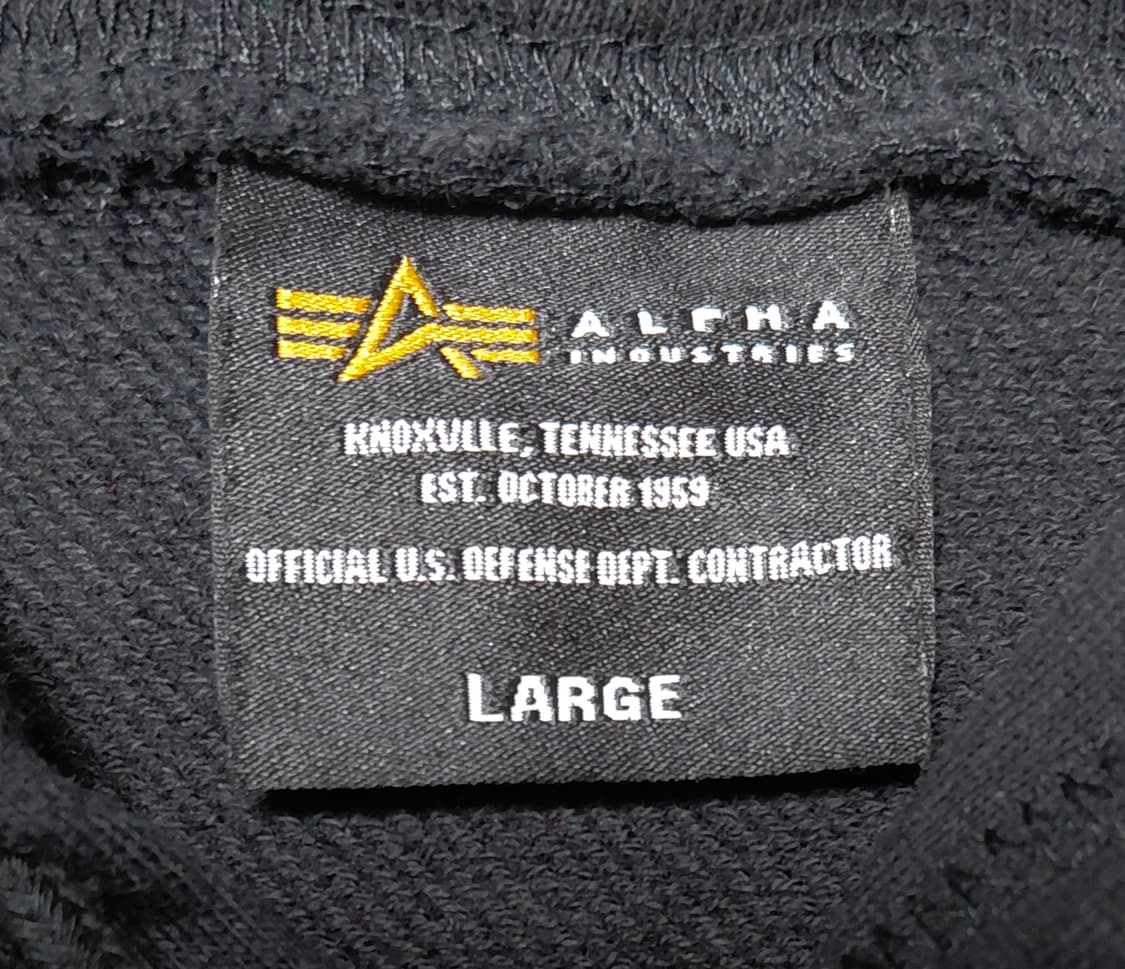 ALPHA
INDUSTRIES
KNOXVILLE, TENNESSEE USA
EST. OCTOBER 1959
OFFICIAL U.S. DEFENSE DEPT. CONTRACTOR
LARGE